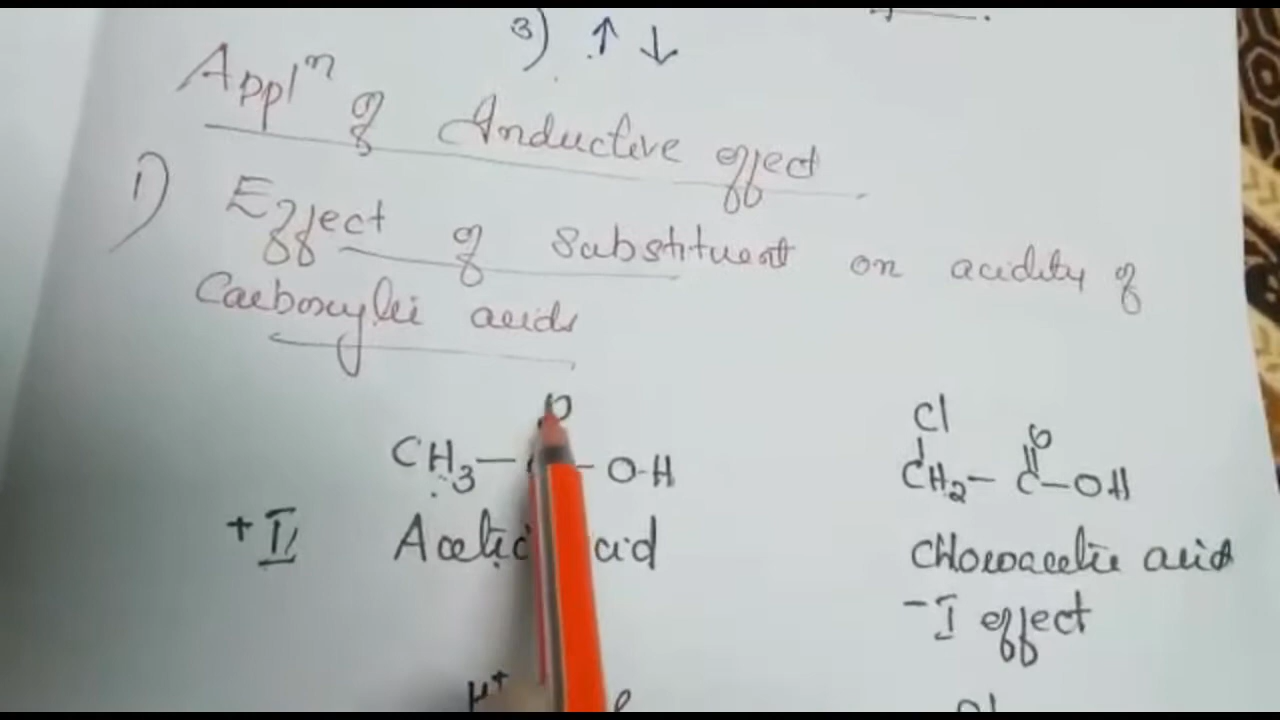 3) ↑ ↓
Applⁿ of Inductive effect
1) Effect of Substituent on acidity of
Carboxylic acids
O
CH₃ — – O-H
+I
Acetic acid
Cl
O
CH₂ – C – OH
Chloroacetic acid
-I effect
H⁺